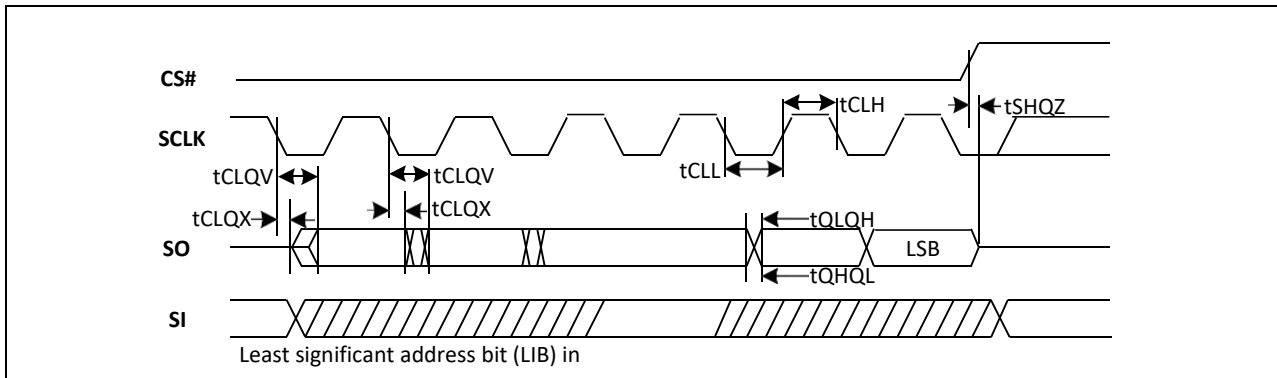 CS#
tCLH
tSHQZ
SCLK
tCLL
tCLQV
tCLQV
tCLQX
tCLQX
tQLQH
SO
LSB
tQHQL
SI
Least significant address bit (LIB) in